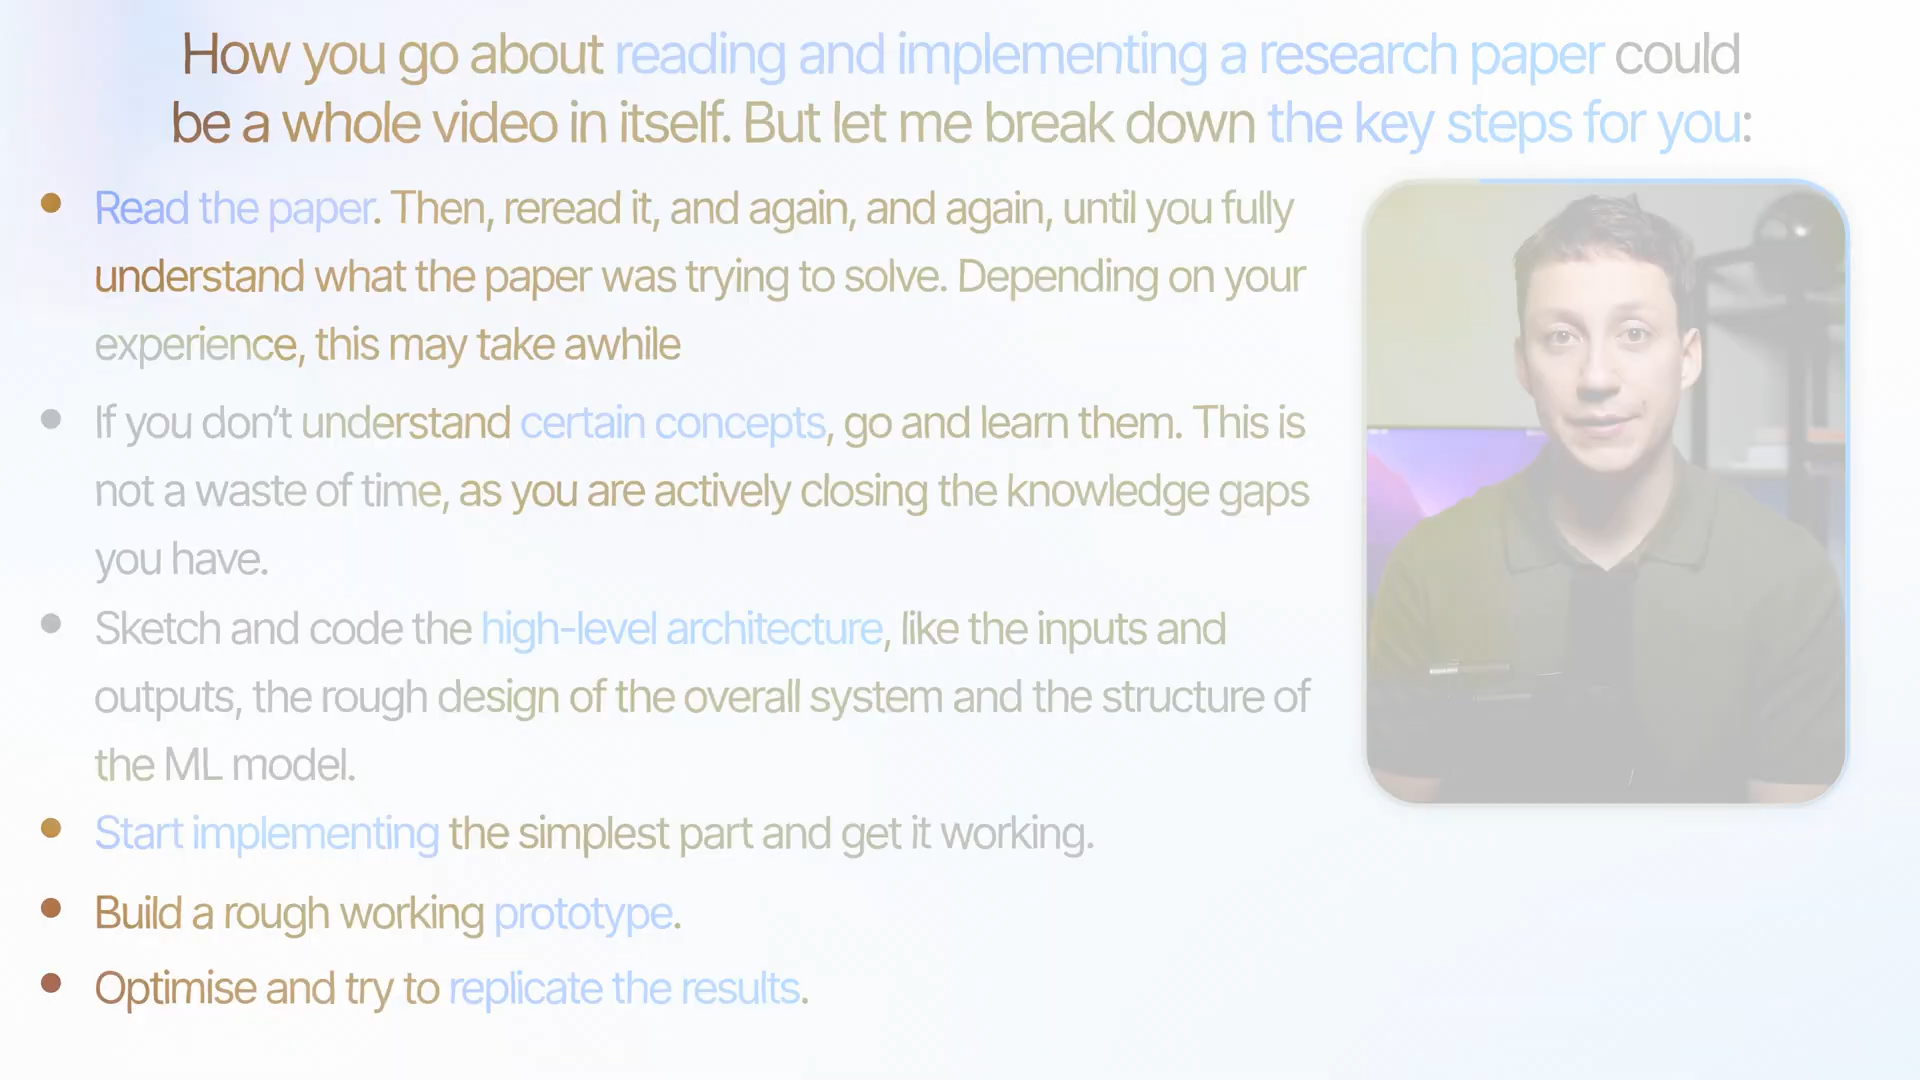 How you go about reading and implementing a research paper could
be a whole video in itself. But let me break down the key steps for you:
• Read the paper. Then, reread it, and again, and again, until you fully
understand what the paper was trying to solve. Depending on your
experience, this may take awhile
• If you don’t understand certain concepts, go and learn them. This is
not a waste of time, as you are actively closing the knowledge gaps
you have.
• Sketch and code the high-level architecture, like the inputs and
outputs, the rough design of the overall system and the structure of
the ML model.
• Start implementing the simplest part and get it working.
• Build a rough working prototype.
• Optimise and try to replicate the results.